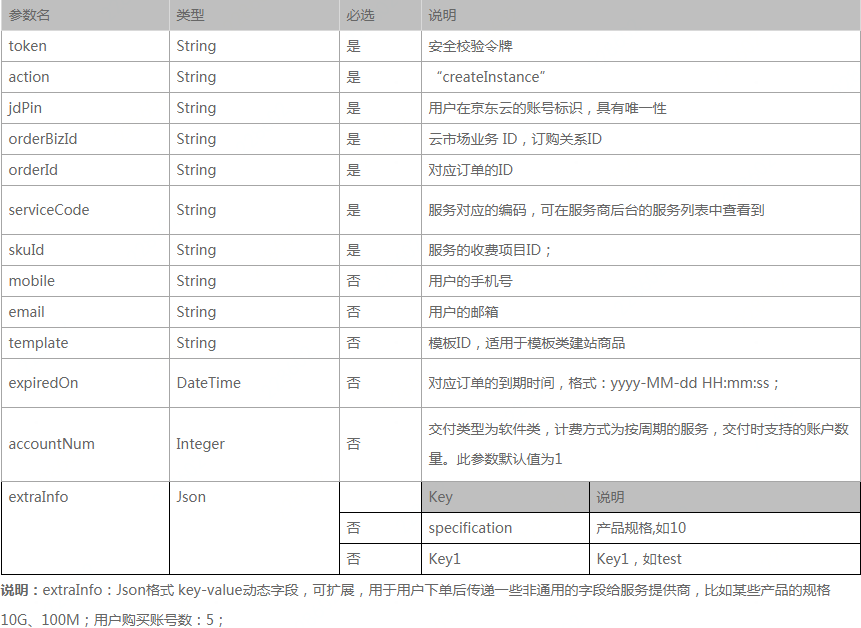 参数名 类型 必选 说明
token String 是 安全校验令牌
action String 是 “createInstance”
jdPin String 是 用户在京东云的账号标识，具有唯一性
orderBizId String 是 云市场业务 ID，订购关系ID
orderId String 是 对应订单的ID
serviceCode String 是 服务对应的编码，可在服务商后台的服务列表中查看到
skuId String 是 服务的收费项目ID；
mobile String 否 用户的手机号
email String 否 用户的邮箱
template String 否 模板ID，适用于模板类建站商品
expiredOn DateTime 否 对应订单的到期时间，格式：yyyy-MM-dd HH:mm:ss；
accountNum Integer 否 交付类型为软件类，计费方式为按周期的服务，交付时支持的账户数
量。此参数默认值为1
extraInfo Json Key 说明
否 specification 产品规格,如10
否 Key1 Key1，如test
说明：extraInfo：Json格式 key-value动态字段，可扩展，用于用户下单后传递一些非通用的字段给服务提供商，比如某些产品的规格
10G、100M；用户购买账号数：5；